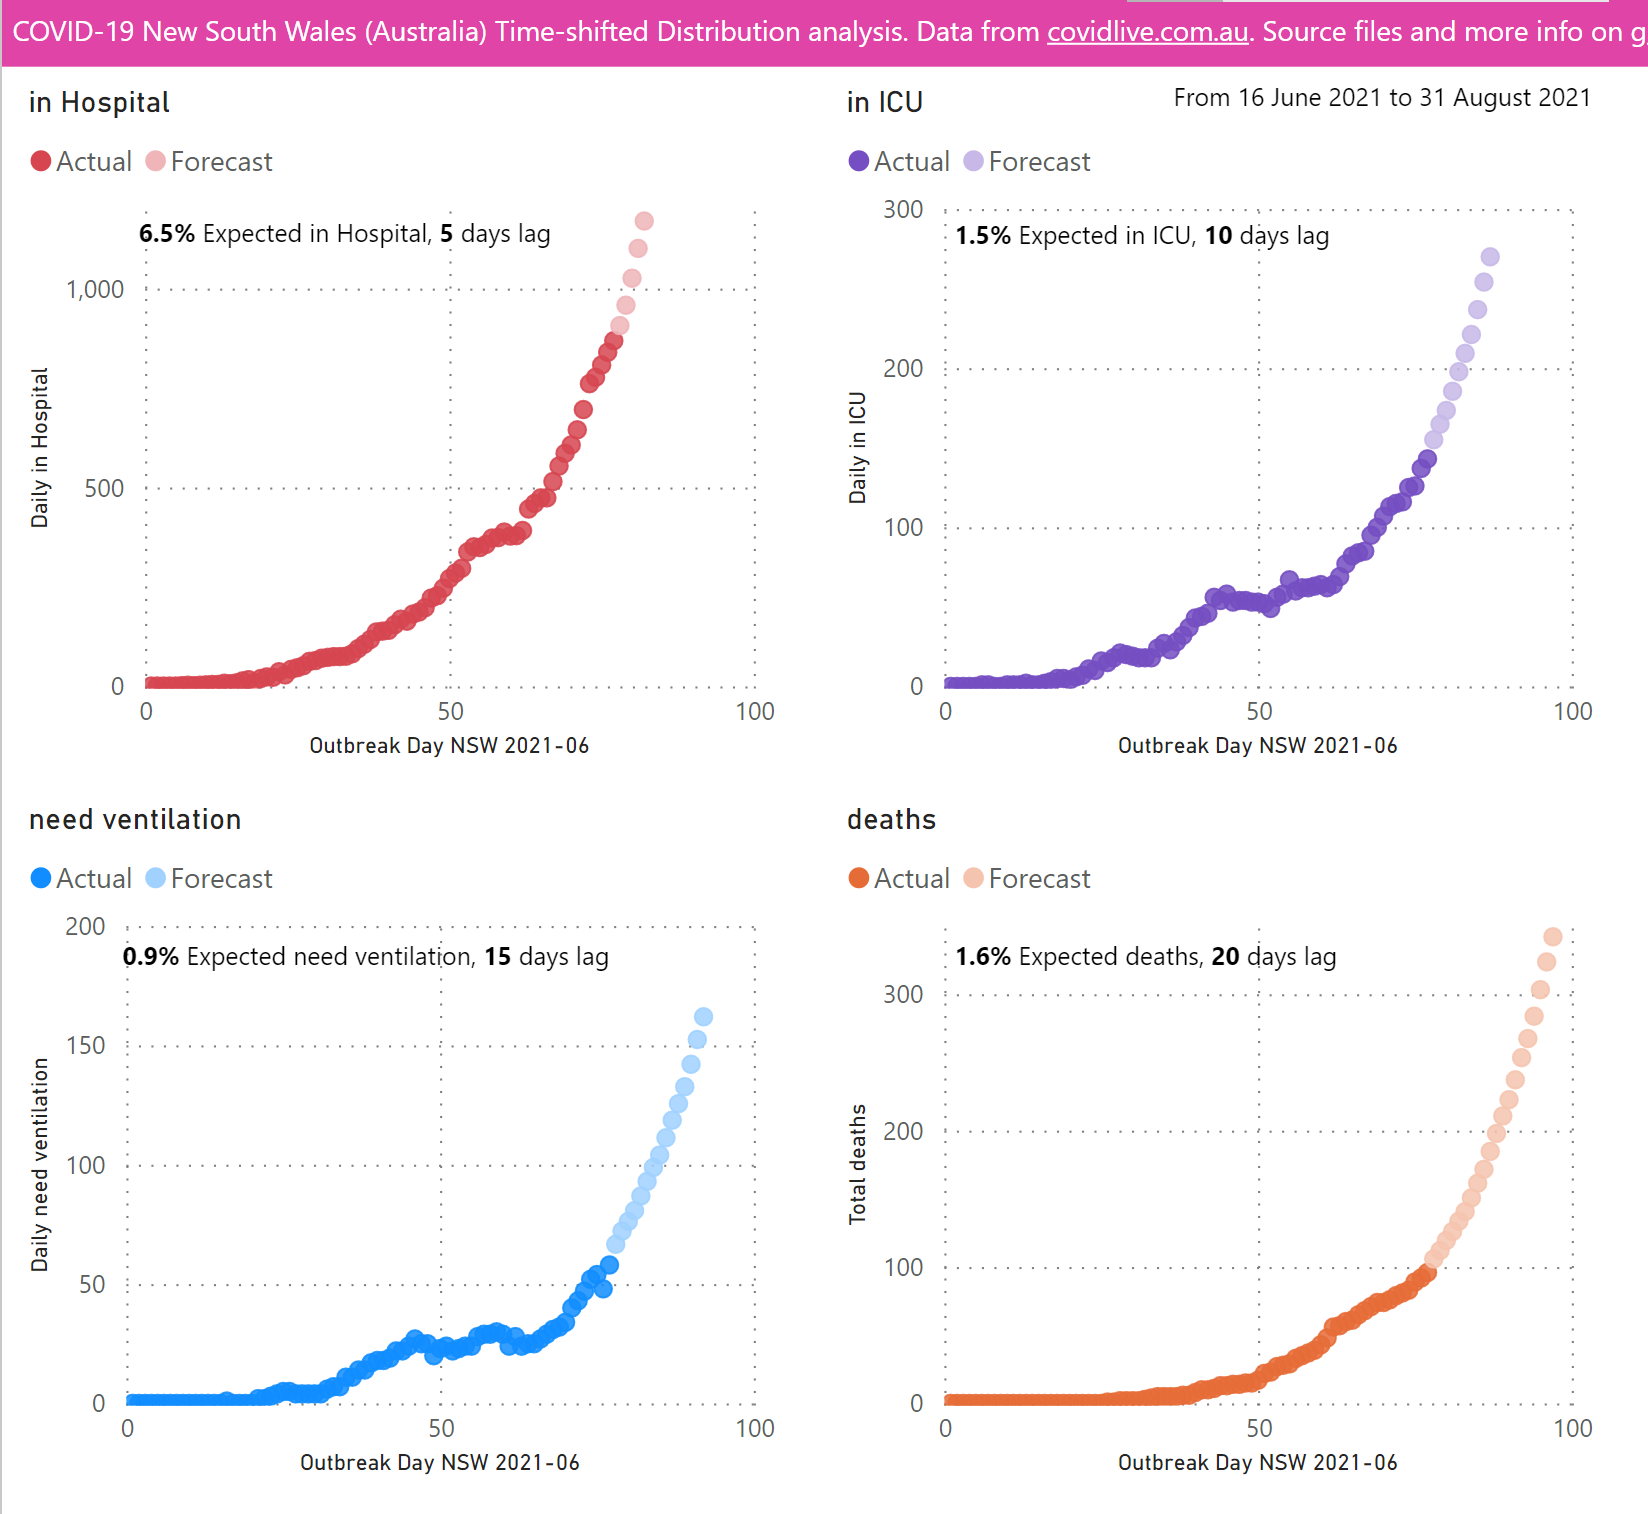 COVID-19 New South Wales (Australia) Time-shifted Distribution analysis. Data from covidlive.com.au. Source files and more info on g
in Hospital
Actual Forecast
6.5% Expected in Hospital, 5 days lag
1,000
500
0
Daily in Hospital
0 50 100
Outbreak Day NSW 2021-06
in ICU
From 16 June 2021 to 31 August 2021
Actual Forecast
300
1.5% Expected in ICU, 10 days lag
200
100
0
Daily in ICU
0 50 100
Outbreak Day NSW 2021-06
need ventilation
Actual Forecast
200
0.9% Expected need ventilation, 15 days lag
150
100
50
0
Daily need ventilation
0 50 100
Outbreak Day NSW 2021-06
deaths
Actual Forecast
1.6% Expected deaths, 20 days lag
300
200
100
0
Total deaths
0 50 100
Outbreak Day NSW 2021-06